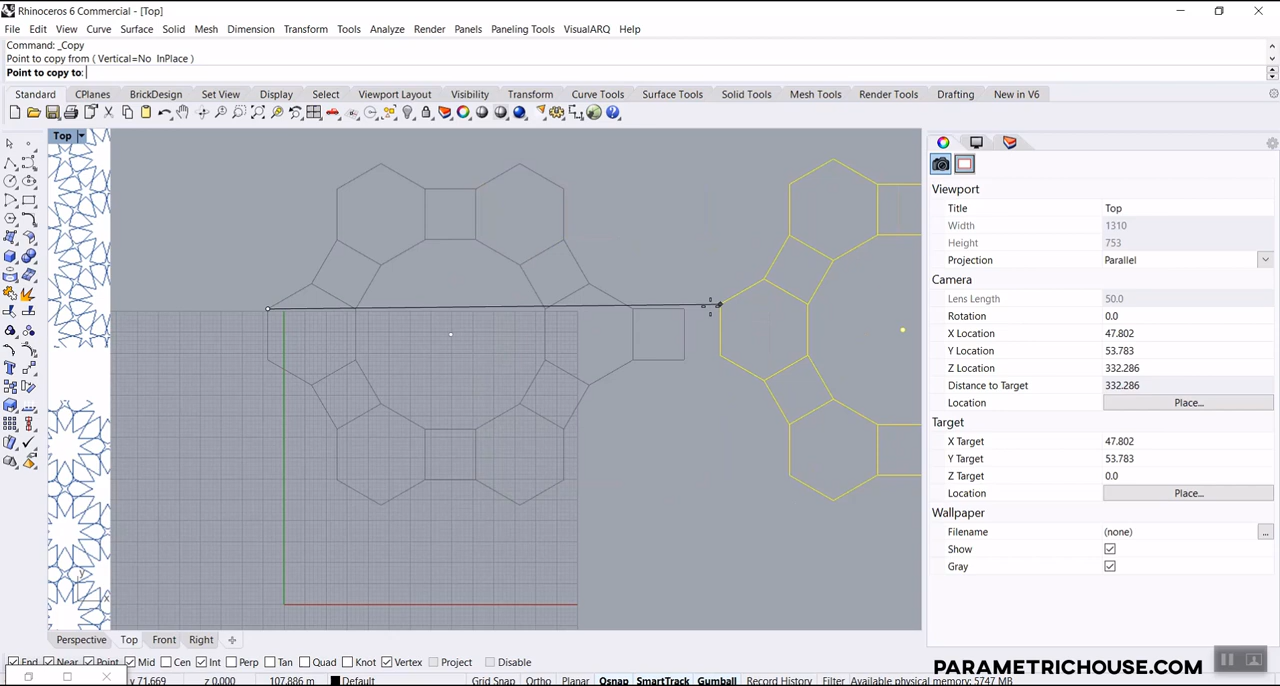 Rhinoceros 6 Commercial - [Top]
File Edit View Curve Surface Solid Mesh Dimension Transform Tools Analyze Render Panels Paneling Tools VisualARQ Help
Command: _Copy
Point to copy from ( Vertical=No InPlace )
Point to copy to:
Standard CPlanes BrickDesign Set View Display Select Viewport Layout Visibility Transform Curve Tools Surface Tools Solid Tools Mesh Tools Render Tools Drafting New in V6
Top
Viewport
Title Top
Width 1310
Height 753
Projection Parallel
Camera
Lens Length 50.0
Rotation 0.0
X Location 47.802
Y Location 53.783
Z Location 332.286
Distance to Target 332.286
Location Place...
Target
X Target 47.802
Y Target 53.783
Z Target 0.0
Location Place...
Wallpaper
Filename (none) ...
Show
Gray
y
x
Perspective Top Front Right
End Near Point Mid Cen Int Perp Tan Quad Knot Vertex Project Disable
y 71.669 z 0.000 107.886 m Default Grid Snap Ortho Planar Osnap SmartTrack Gumball Record History Filter Available physical memory: 5747 MB
PARAMETRICHOUSE.COM